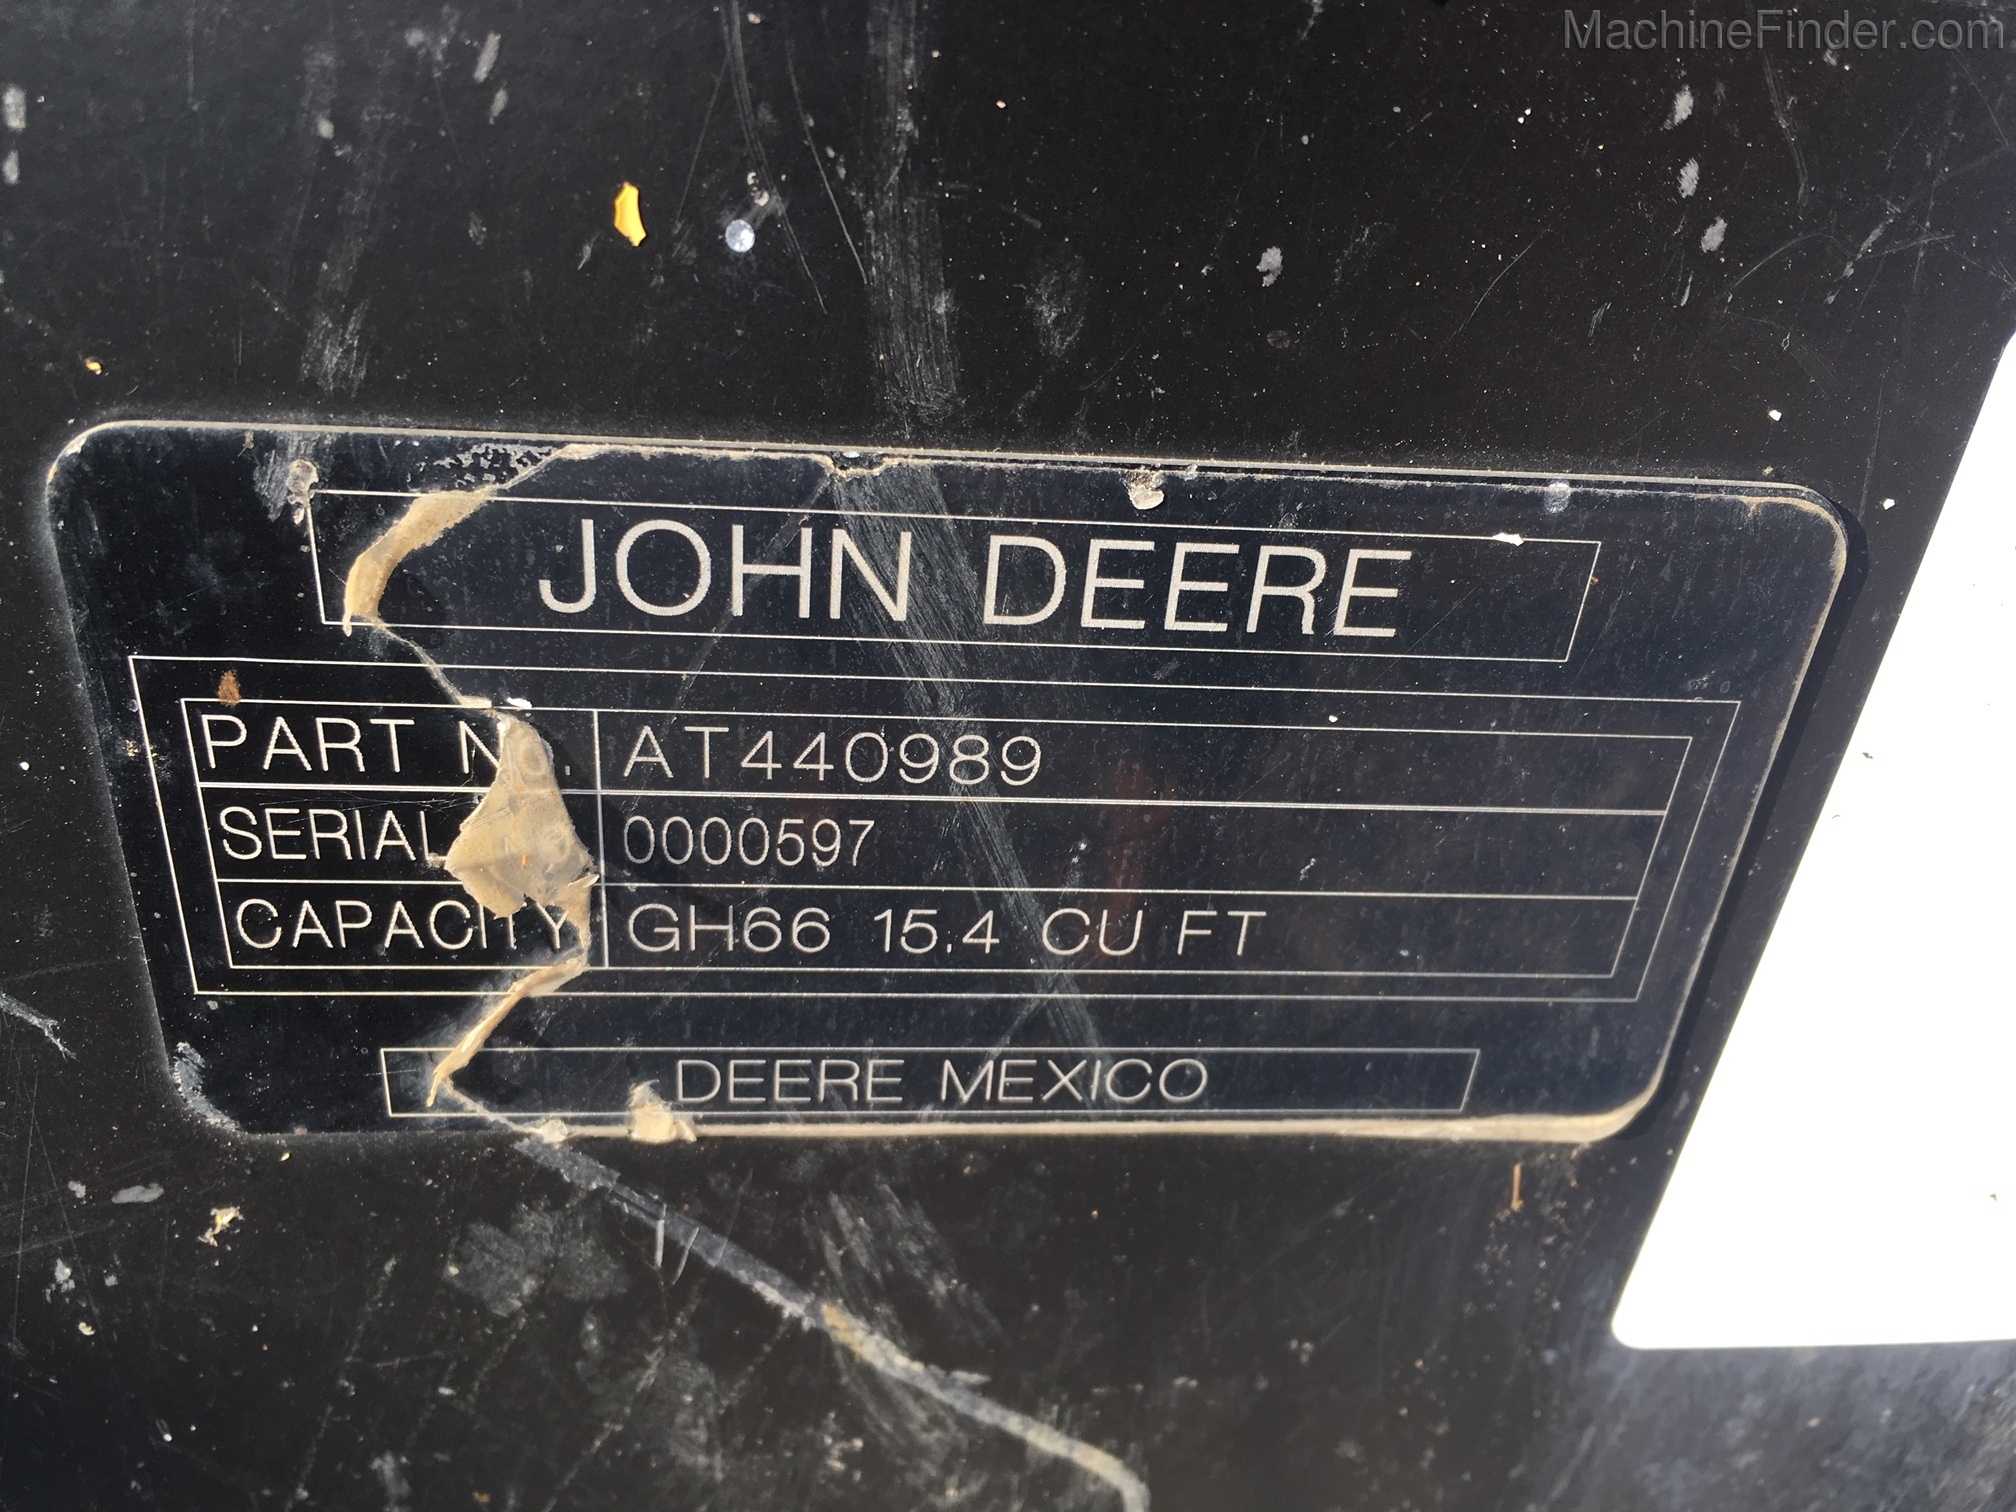 MachineFinder.com
JOHN DEERE
PART N . AT440989
SERIAL 0000597
CAPACITY GH66 15.4 CU FT
DEERE MEXICO